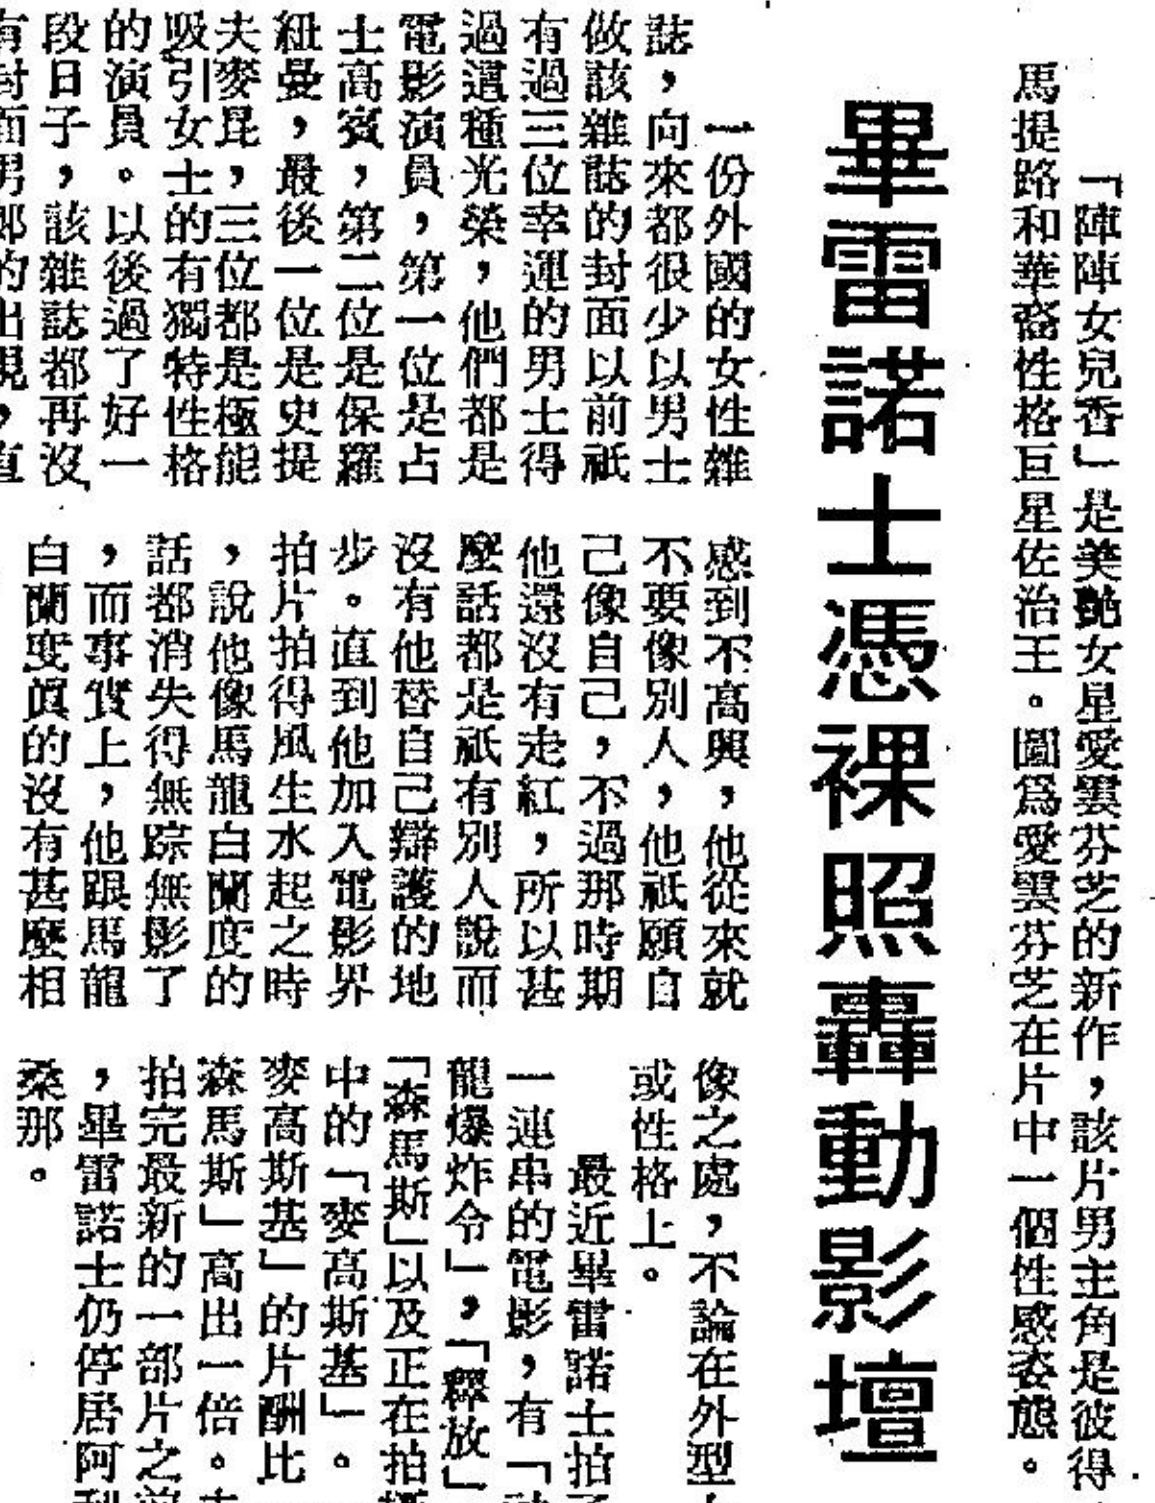 「陣陣女兒香」是美艷女星愛雲芬芝的新作，該片男主角是彼得
馬提路和華裔性格巨星佐治王。圖爲愛雲芬芝在片中一個性感姿態。
畢雷諾士憑裸照轟動影壇
一份外國的女性雜
誌，向來都很少以男士
做該雜誌的封面以前祇
有過三位幸運的男士得
過這種光榮，他們都是
電影演員，第一位是占
士高賓，第二位是保羅
紐曼，最後一位是史提
夫麥昆，三位都是極能
吸引女士的有獨特性格
的演員。以後過了好一
段日子，該雜誌都再沒
有封面男郎的出現，直
感到不高興，他從來就
不要像別人，他祇願自
己像自己，不過那時期
他還沒有走紅，所以甚
麼話都是祇有別人說而
沒有他替自己辯護的地
步。直到他加入電影界
拍片拍得風生水起之時
，說他像馬龍白蘭度的
話都消失得無踪無影了
，而事實上，他跟馬龍
白蘭度眞的沒有甚麼相
像之處，不論在外型
或性格上。
最近畢雷諾士拍了
一連串的電影，有「
龍爆炸令」，「釋放」
「森馬斯」以及正在拍攝
中的「麥高斯基」。
麥高斯基」的片酬比
森馬斯」高出一倍。
拍完最新的一部片之前
，畢雷諾士仍停居阿利
桑那。